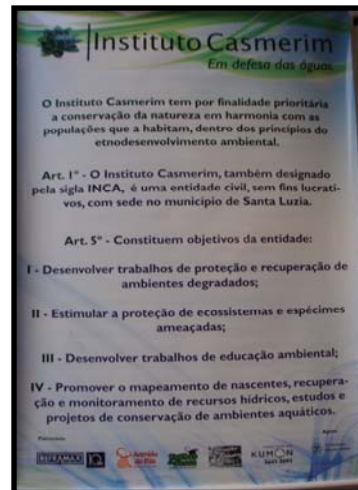 Instituto Casmerim
Em defesa das águas
O Instituto Casmerim tem por finalidade prioritária
a conservação da natureza em harmonia com as
populações que a habitam, dentro dos princípios do
etnodesenvolvimento ambiental.
Art. 1º - O Instituto Casmerim, também designado
pela sigla INCA, é uma entidade civil, sem fins lucrati-
vos, com sede no municipio de Santa Luzia.
Art. 5º - Constituem objetivos da entidade:
I - Desenvolver trabalhos de proteção e recuperação de
ambientes degradados;
II - Estimular a proteção de ecossistemas e espécimes
ameaçadas;
III - Desenvolver trabalhos de educação ambiental;
IV - Promover o mapeamento de nascentes, recupera-
ção e monitoramento de recursos hídricos, estudos e
projetos de conservação de ambientes aquáticos.
KUMON